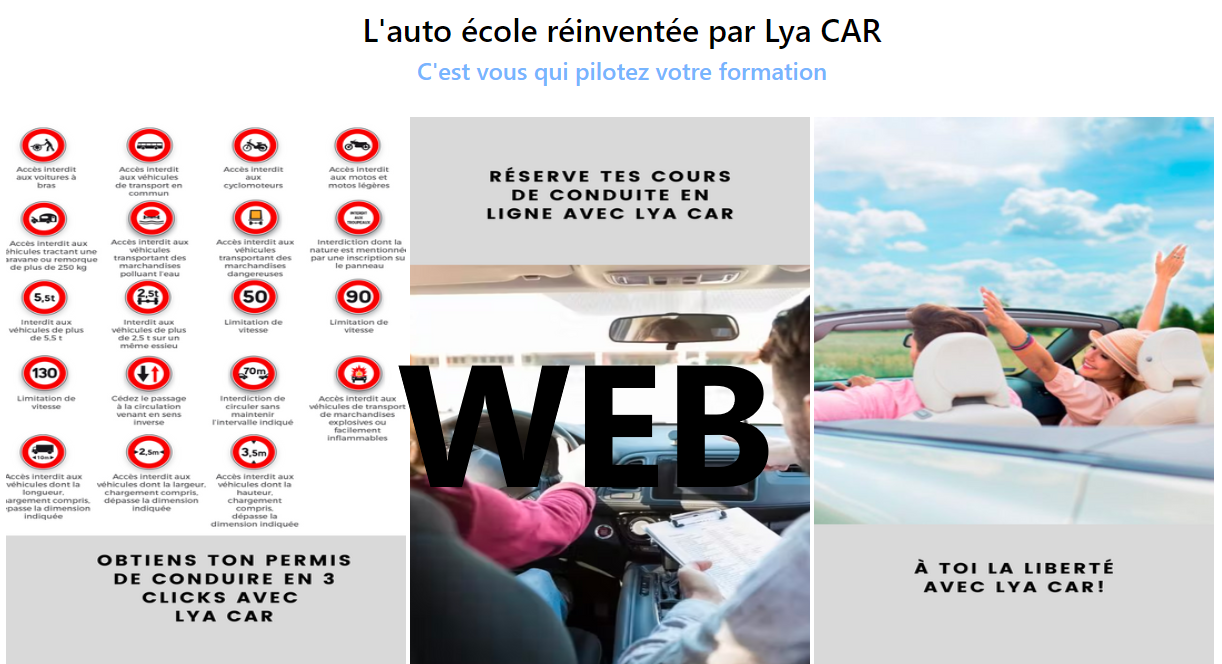 L'auto école réinventée par Lya CAR
C'est vous qui pilotez votre formation
Accès interdit
aux voitures à
bras
Accès interdit
aux véhicules
de transport en
commun
Accès interdit
aux
cyclomoteurs
Accès interdit
aux motos et
motos légères
INTERDIT
AUX
TROUPEAUX
Accès interdit aux
véhicules tractant une
aravane ou remorque
de plus de 250 kg
Accès interdit aux
véhicules
transportant des
marchandises
polluant l'eau
Accès interdit aux
véhicules
transportant des
marchandises
dangereuses
Interdiction dont la
nature est mentionnée
par une inscription su
le panneau
5,5t
2,5t
50
90
Interdit aux
véhicules de plus
de 5,5 t
Interdit aux
véhicules de plus
de 2,5 t sur un
même essieu
Limitation de
vitesse
Limitation de
vitesse
130
70m
Limitation de
vitesse
Cédez le passage
à la circulation
venant en sens
inverse
Interdiction de
circuler sans
maintenir
l'intervalle indiqué
Accès interdit aux
véhicules de transport
de marchandises
explosives ou
facilement
inflammables
10m
2,5m
3,5m
Accès interdit aux
véhicules dont la
longueur,
hargement compris,
épasse la dimension
indiquée
Accès interdit aux
véhicules dont la largeur,
chargement compris,
dépasse la dimension
indiquée
Accès interdit aux
véhicules dont la
hauteur,
chargement
compris,
dépasse la
dimension indiquée
OBTIENS TON PERMIS
DE CONDUIRE EN 3
CLICKS AVEC
LYA CAR
RÉSERVE TES COURS
DE CONDUITE EN
LIGNE AVEC LYA CAR
WEB
À TOI LA LIBERTÉ
AVEC LYA CAR!